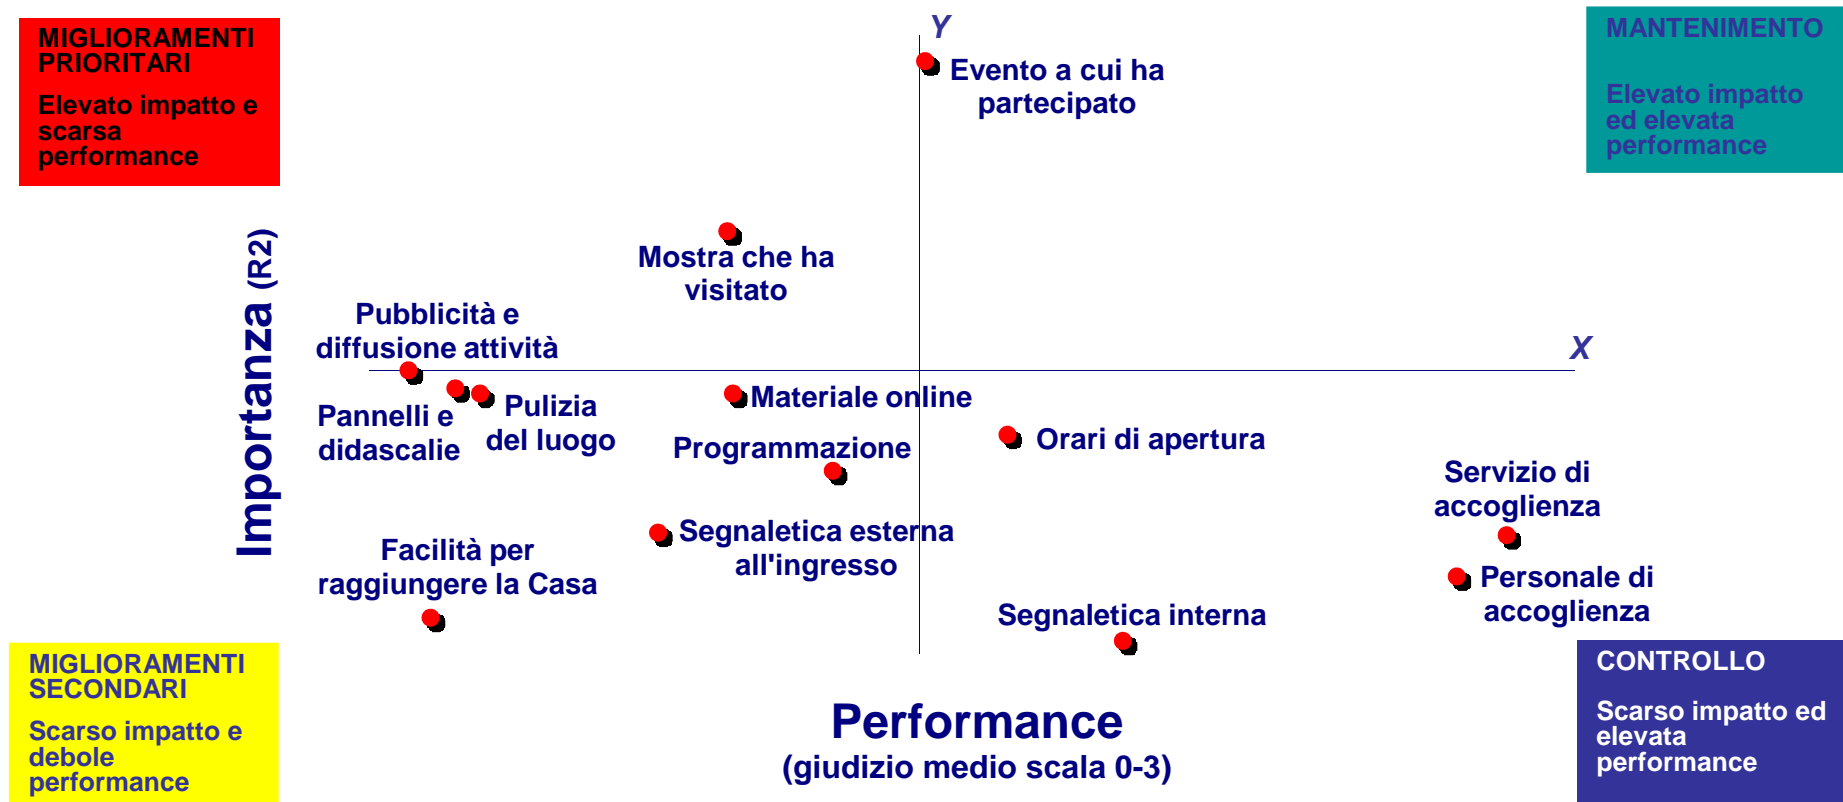 MIGLIORAMENTI
PRIORITARI
Elevato impatto e
scarsa
performance
Y
MANTENIMENTO
Elevato impatto
ed elevata
performance
Evento a cui ha
partecipato
Mostra che ha
visitato
Importanza (R2)
Pubblicità e
diffusione attività
X
Pannelli e
didascalie
Pulizia
del luogo
Materiale online
Programmazione
Orari di apertura
Servizio di
accoglienza
Segnaletica esterna
all'ingresso
Facilità per
raggiungere la Casa
Personale di
accoglienza
Segnaletica interna
MIGLIORAMENTI
SECONDARI
Scarso impatto e
debole
performance
Performance
(giudizio medio scala 0-3)
CONTROLLO
Scarso impatto ed
elevata
performance